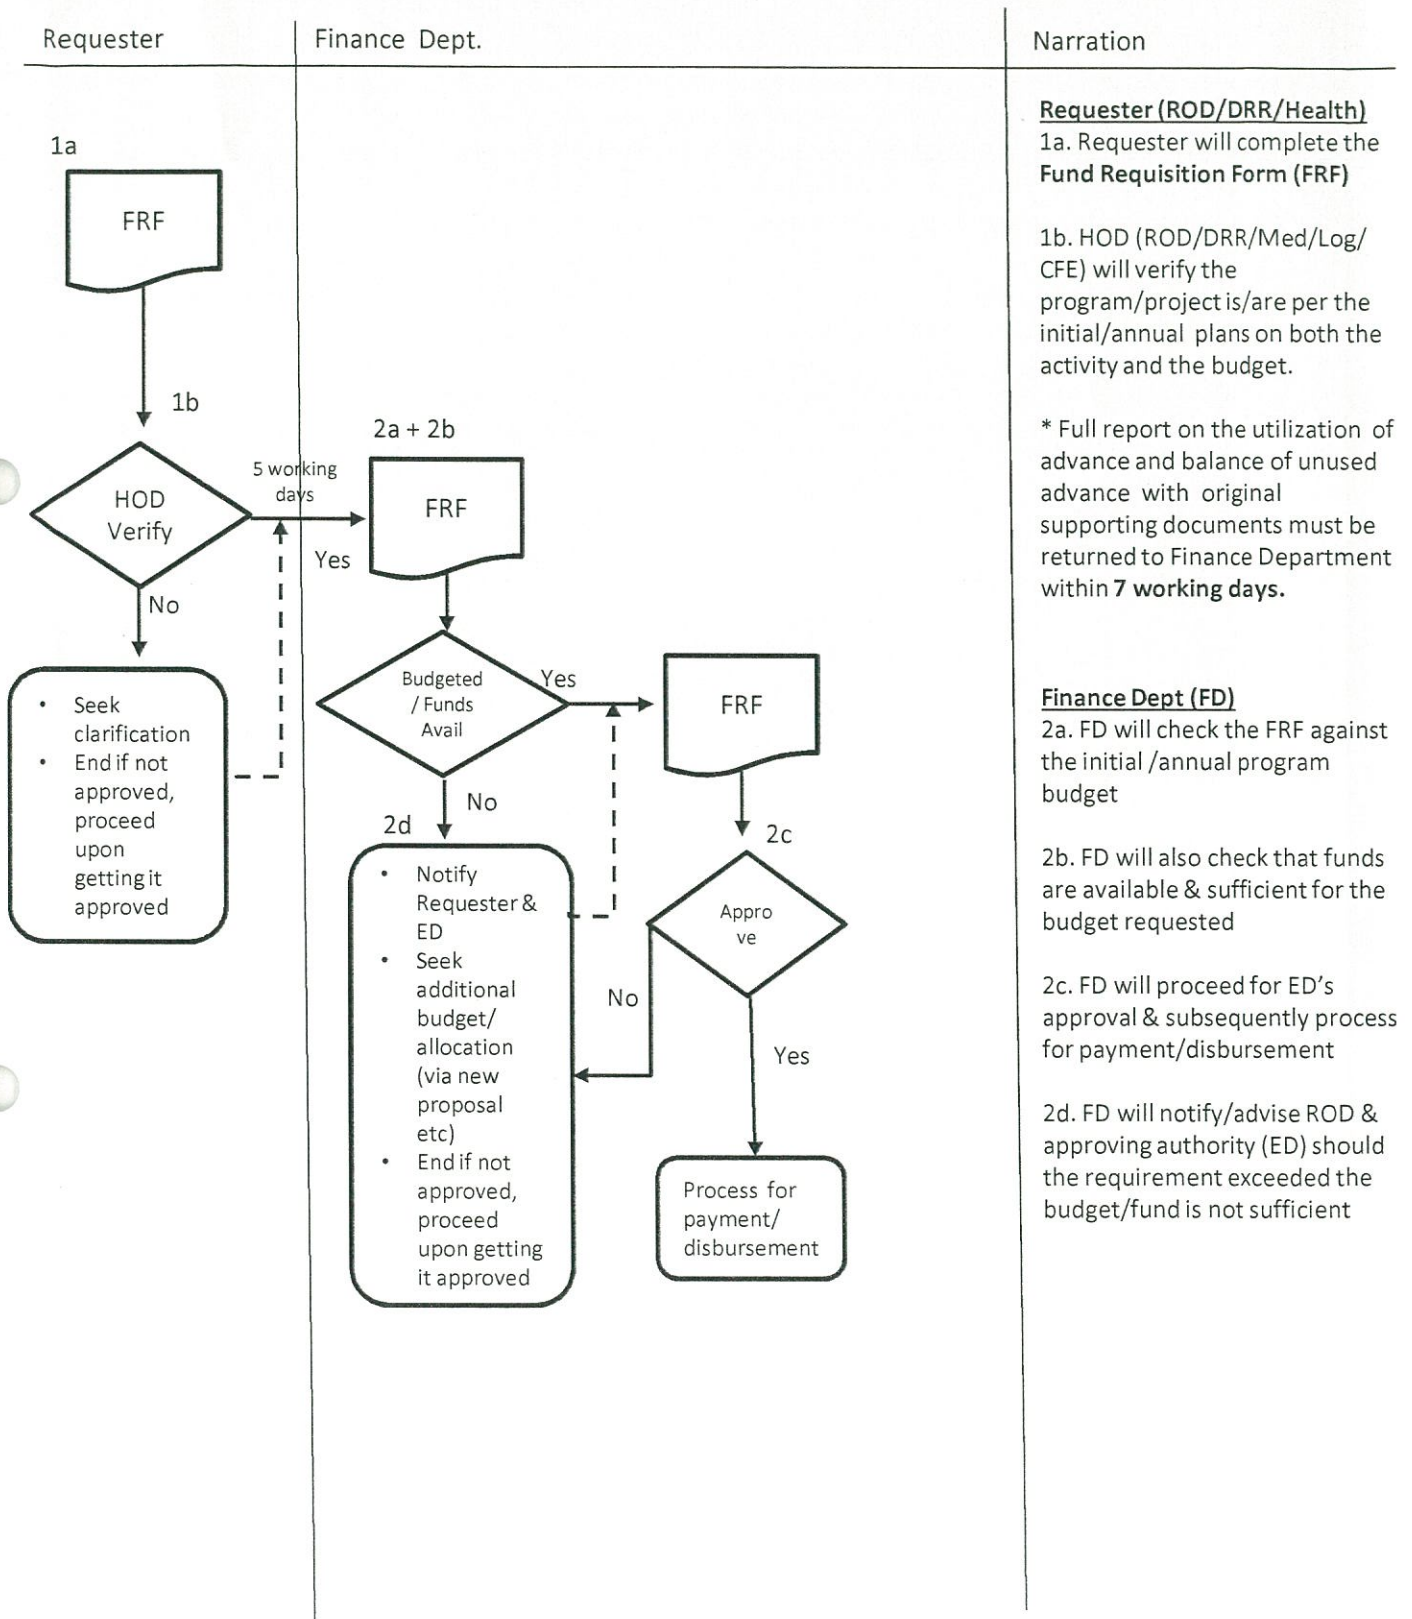 Requester
Finance Dept.
Narration
1a
FRF
1b
HOD
Verify
5 working
days
Yes
No
• Seek
clarification
• End if not
approved,
proceed
upon
getting it
approved
2a + 2b
FRF
Budgeted
/ Funds
Avail
Yes
No
FRF
2c
Appro
ve
No
Yes
2d
• Notify
Requester &
ED
• Seek
additional
budget/
allocation
(via new
proposal
etc)
• End if not
approved,
proceed
upon getting
it approved
Process for
payment/
disbursement
Requester (ROD/DRR/Health)
1a. Requester will complete the
Fund Requisition Form (FRF)
1b. HOD (ROD/DRR/Med/Log/
CFE) will verify the
program/project is/are per the
initial/annual plans on both the
activity and the budget.
* Full report on the utilization of
advance and balance of unused
advance with original
supporting documents must be
returned to Finance Department
within 7 working days.
Finance Dept (FD)
2a. FD will check the FRF against
the initial /annual program
budget
2b. FD will also check that funds
are available & sufficient for the
budget requested
2c. FD will proceed for ED's
approval & subsequently process
for payment/disbursement
2d. FD will notify/advise ROD &
approving authority (ED) should
the requirement exceeded the
budget/fund is not sufficient